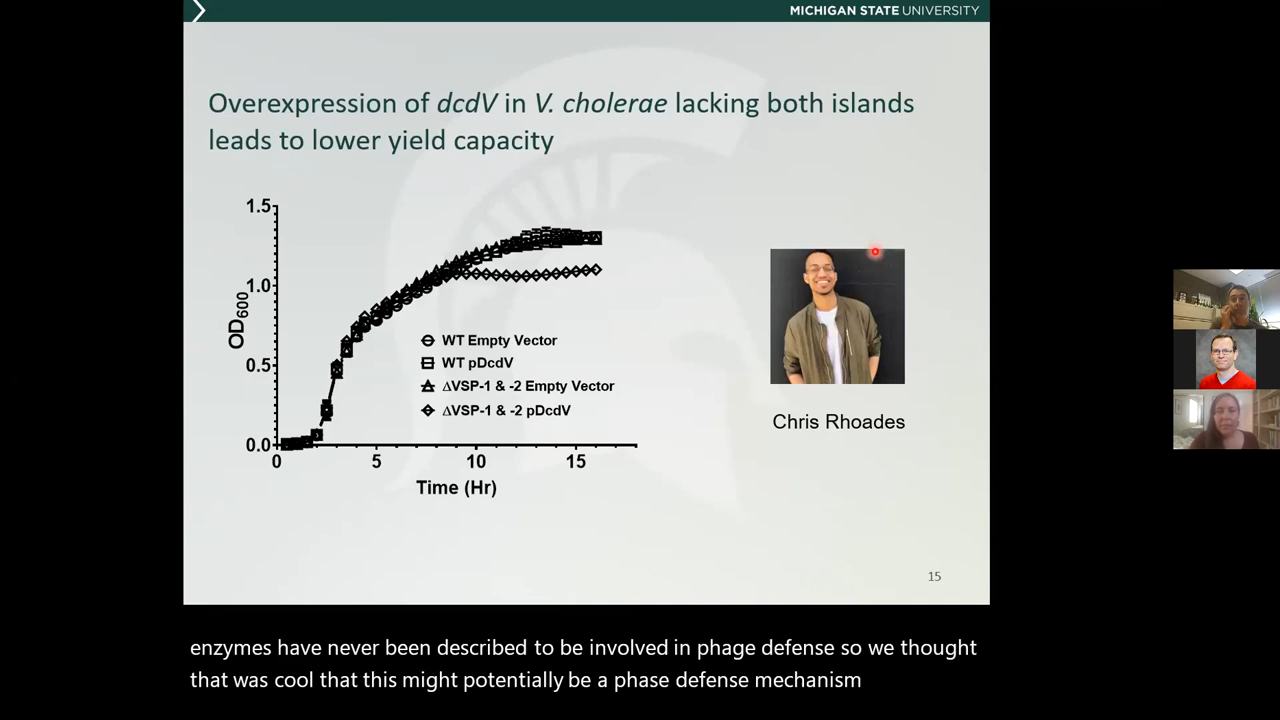 MICHIGAN STATE UNIVERSITY
Overexpression of dcdV in V. cholerae lacking both islands
leads to lower yield capacity
1.5
1.0
0.5
0.0
OD600
0
5
10
15
Time (Hr)
WT Empty Vector
WT pDcdV
ΔVSP-1 & -2 Empty Vector
ΔVSP-1 & -2 pDcdV
Chris Rhoades
15
enzymes have never been described to be involved in phage defense so we thought
that was cool that this might potentially be a phase defense mechanism